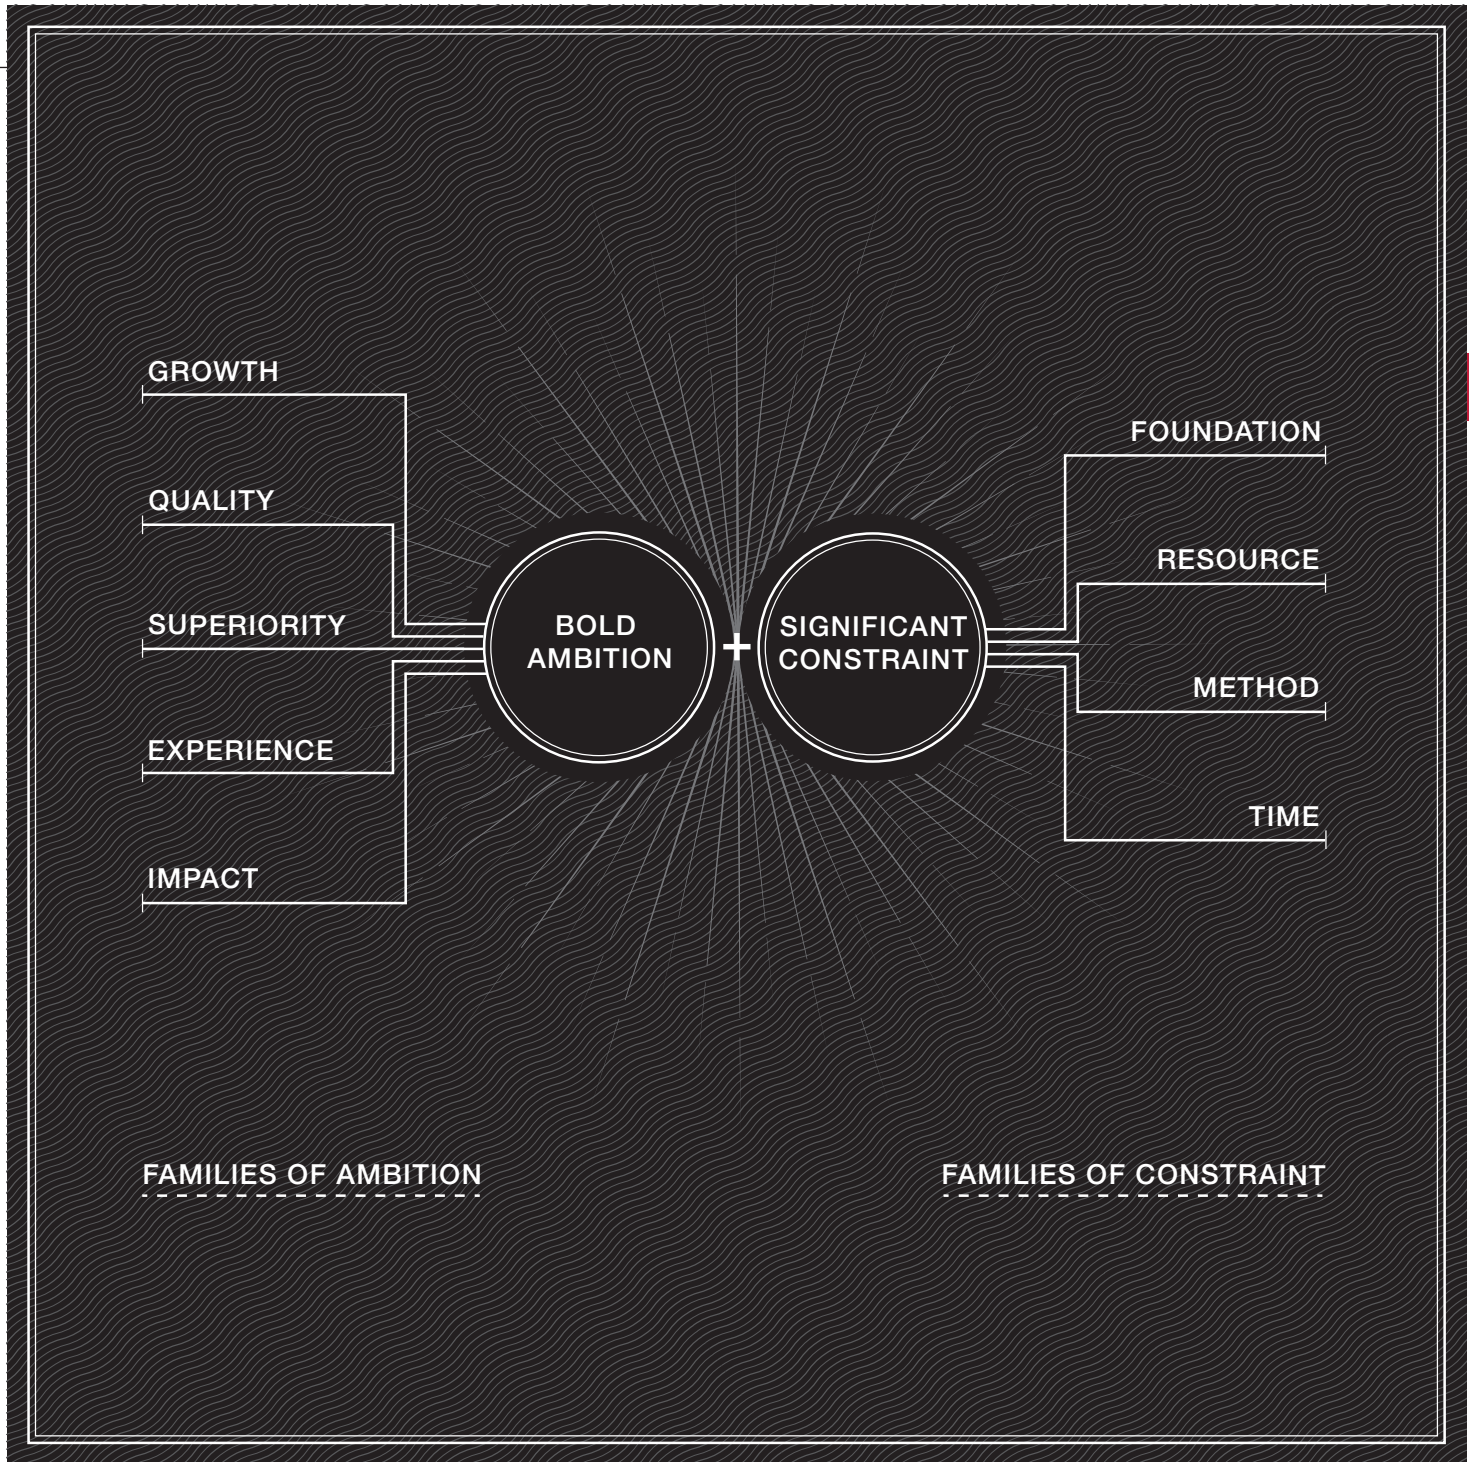 GROWTH
QUALITY
SUPERIORITY
EXPERIENCE
IMPACT
BOLD
AMBITION
+
SIGNIFICANT
CONSTRAINT
FOUNDATION
RESOURCE
METHOD
TIME
FAMILIES OF AMBITION
FAMILIES OF CONSTRAINT